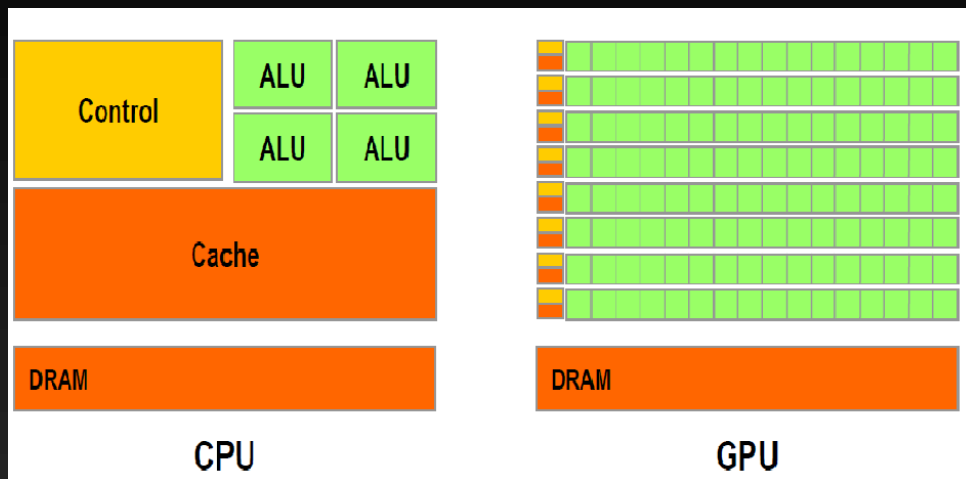 Control
ALU ALU
ALU ALU
Cache
DRAM
CPU
DRAM
GPU